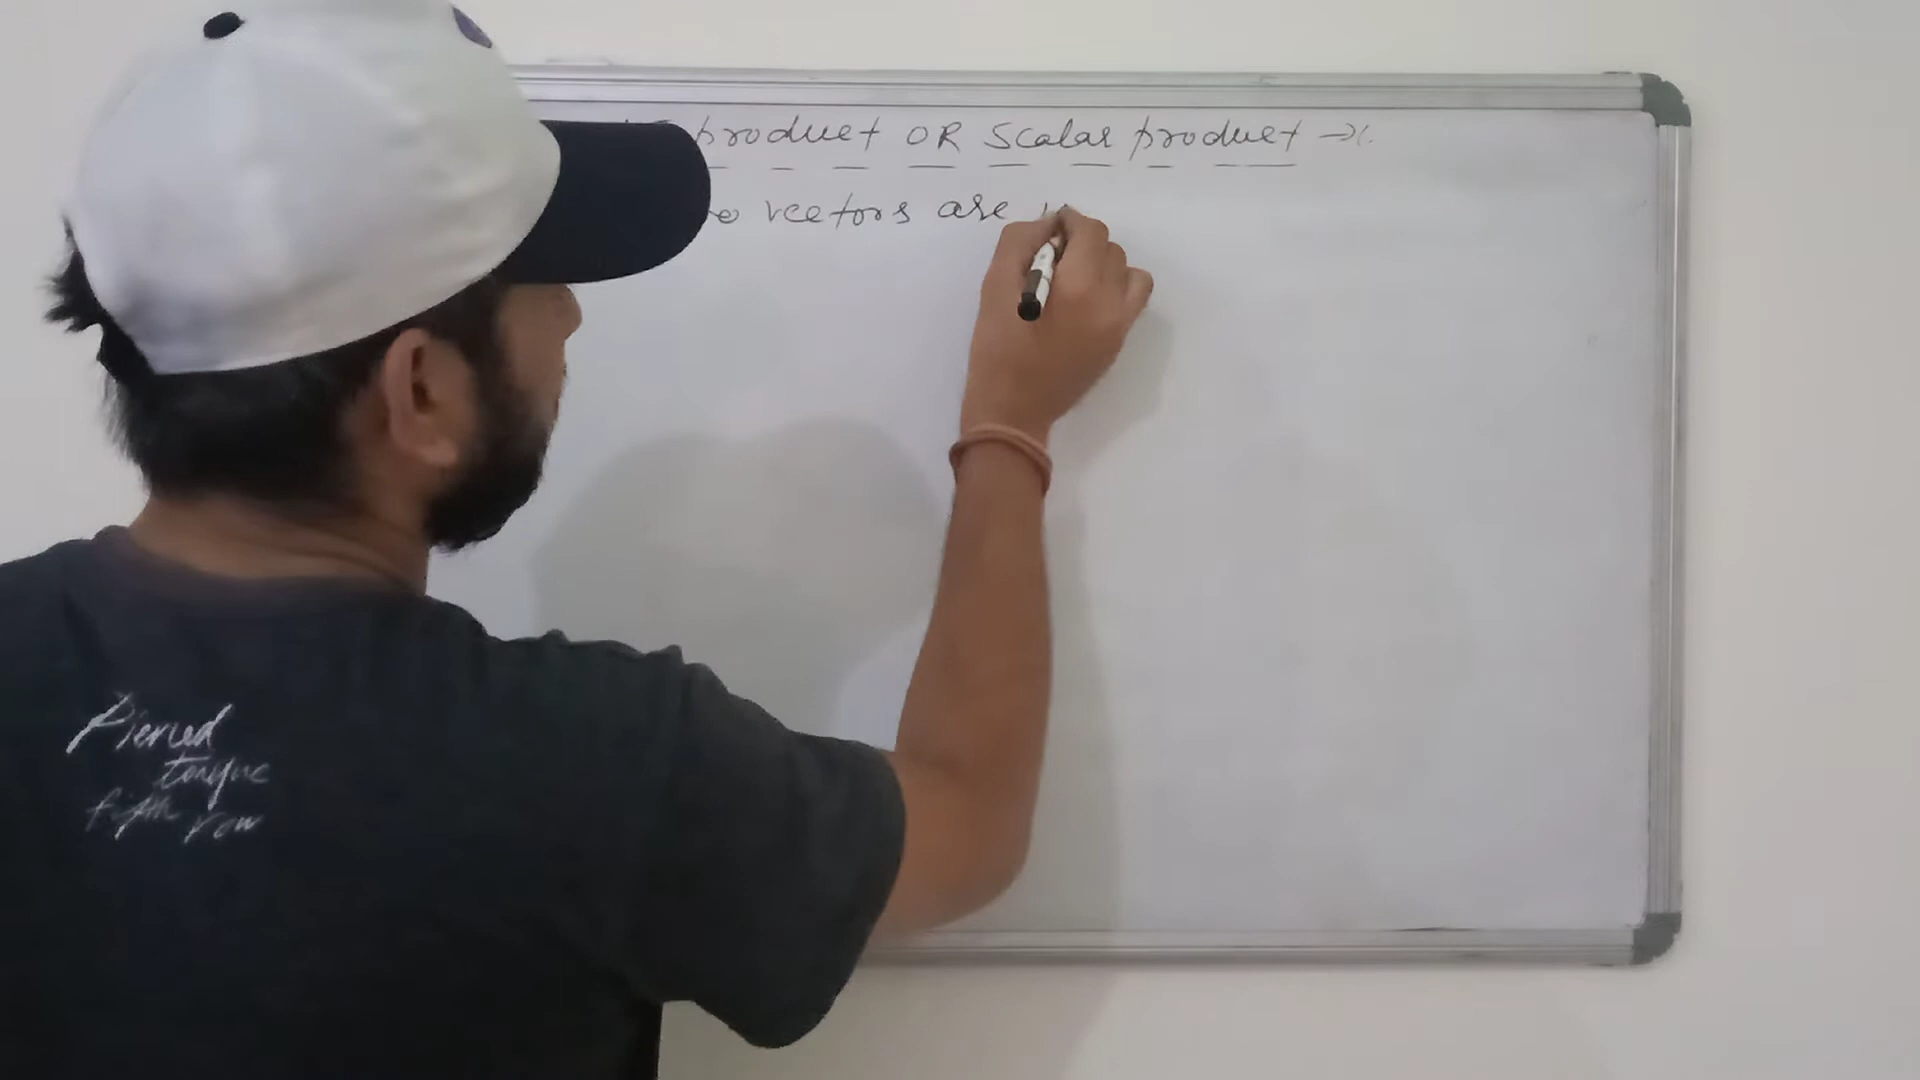 product OR Scalar product →
vectors are
Pierced
tongue
fifth row